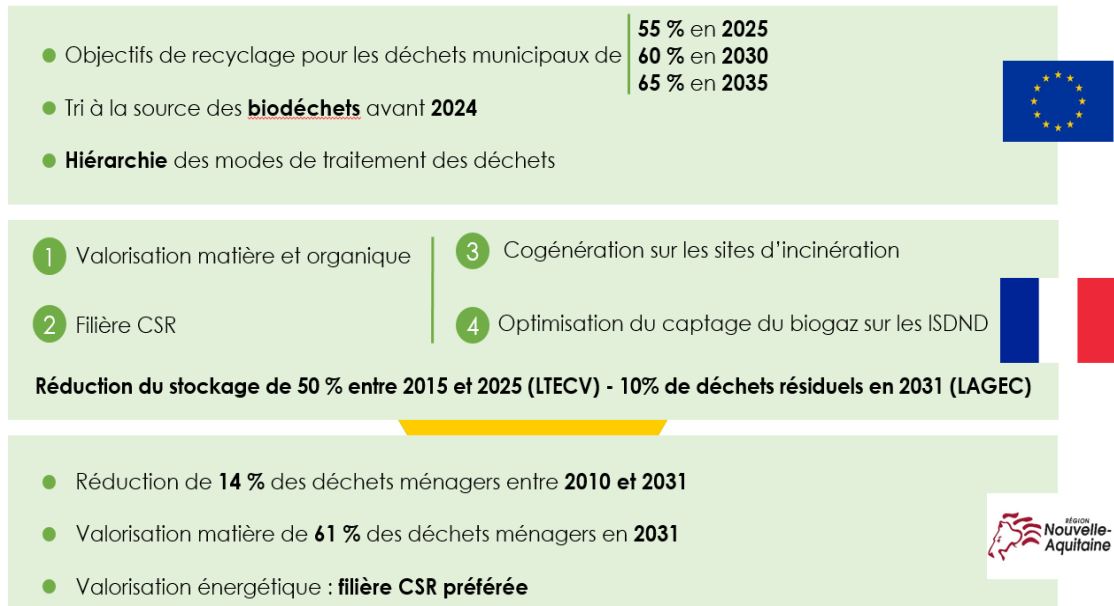 55 % en 2025
Objectifs de recyclage pour les déchets municipaux de 60 % en 2030
65 % en 2035
Tri à la source des biodéchets avant 2024
Hiérarchie des modes de traitement des déchets
1 Valorisation matière et organique
2 Filière CSR
3 Cogénération sur les sites d'incinération
4 Optimisation du captage du biogaz sur les ISDND
Réduction du stockage de 50 % entre 2015 et 2025 (LTECV) - 10% de déchets résiduels en 2031 (LAGEC)
Réduction de 14 % des déchets ménagers entre 2010 et 2031
Valorisation matière de 61 % des déchets ménagers en 2031
Valorisation énergétique : filière CSR préférée
RÉGION
Nouvelle-
Aquitaine